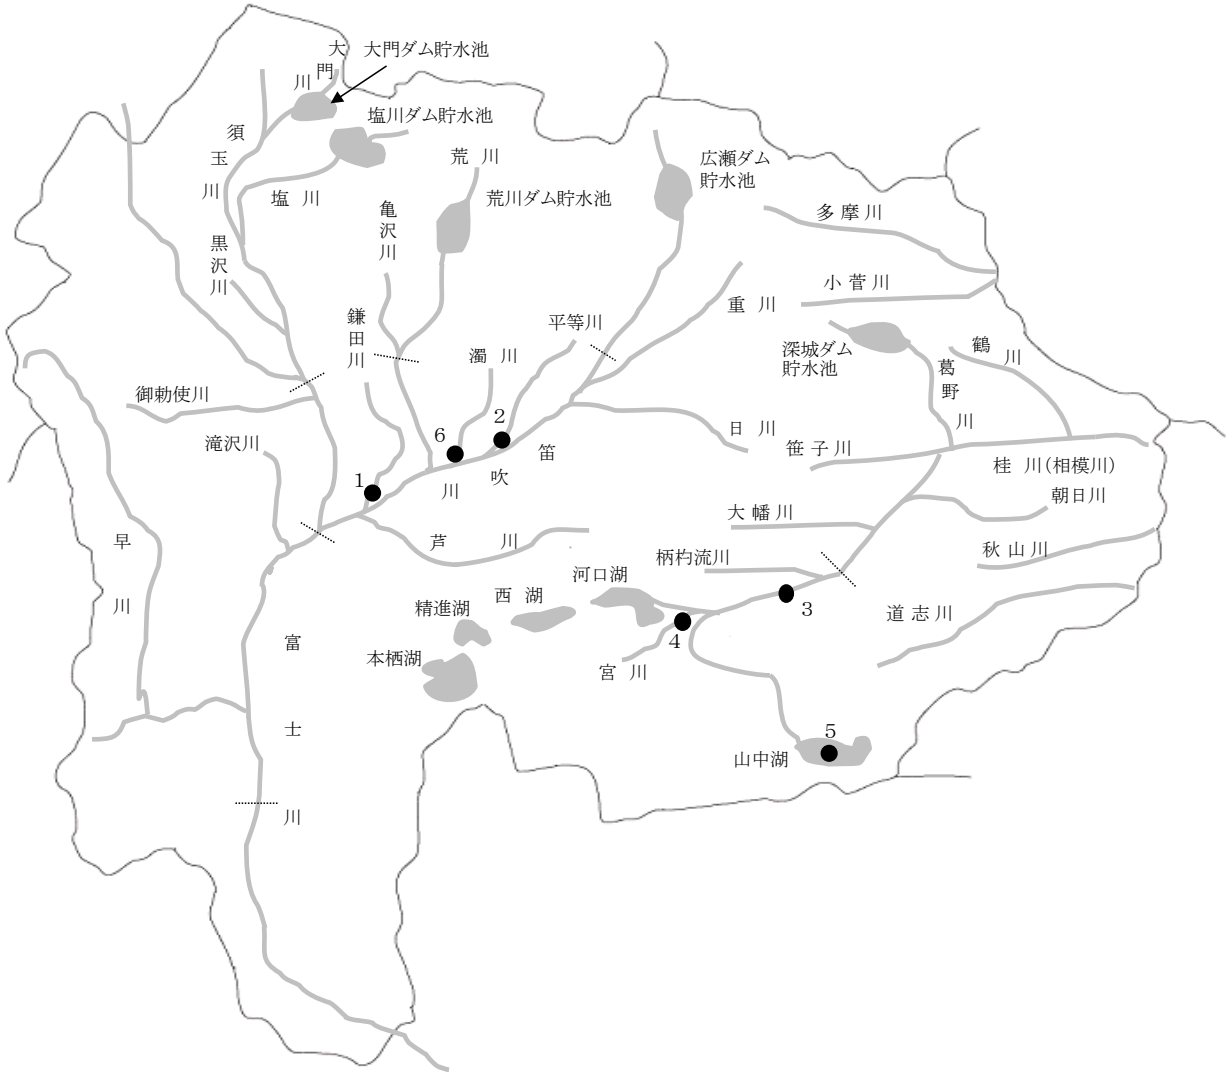 大門川
大門ダム貯水池
塩川ダム貯水池
須玉川
塩川
荒川
荒川ダム貯水池
広瀬ダム
貯水池
亀沢川
多摩川
黒沢川
小菅川
重川
鎌田川
平等川
濁川
深城ダム
貯水池
鶴川
葛野川
御勅使川
滝沢川
2
6
日川
笹子川
笛吹川
桂川(相模川)
1
朝日川
大幡川
芦川
早川
秋山川
柄杓流川
河口湖
西湖
精進湖
3
道志川
4
富士川
本栖湖
宮川
5
山中湖